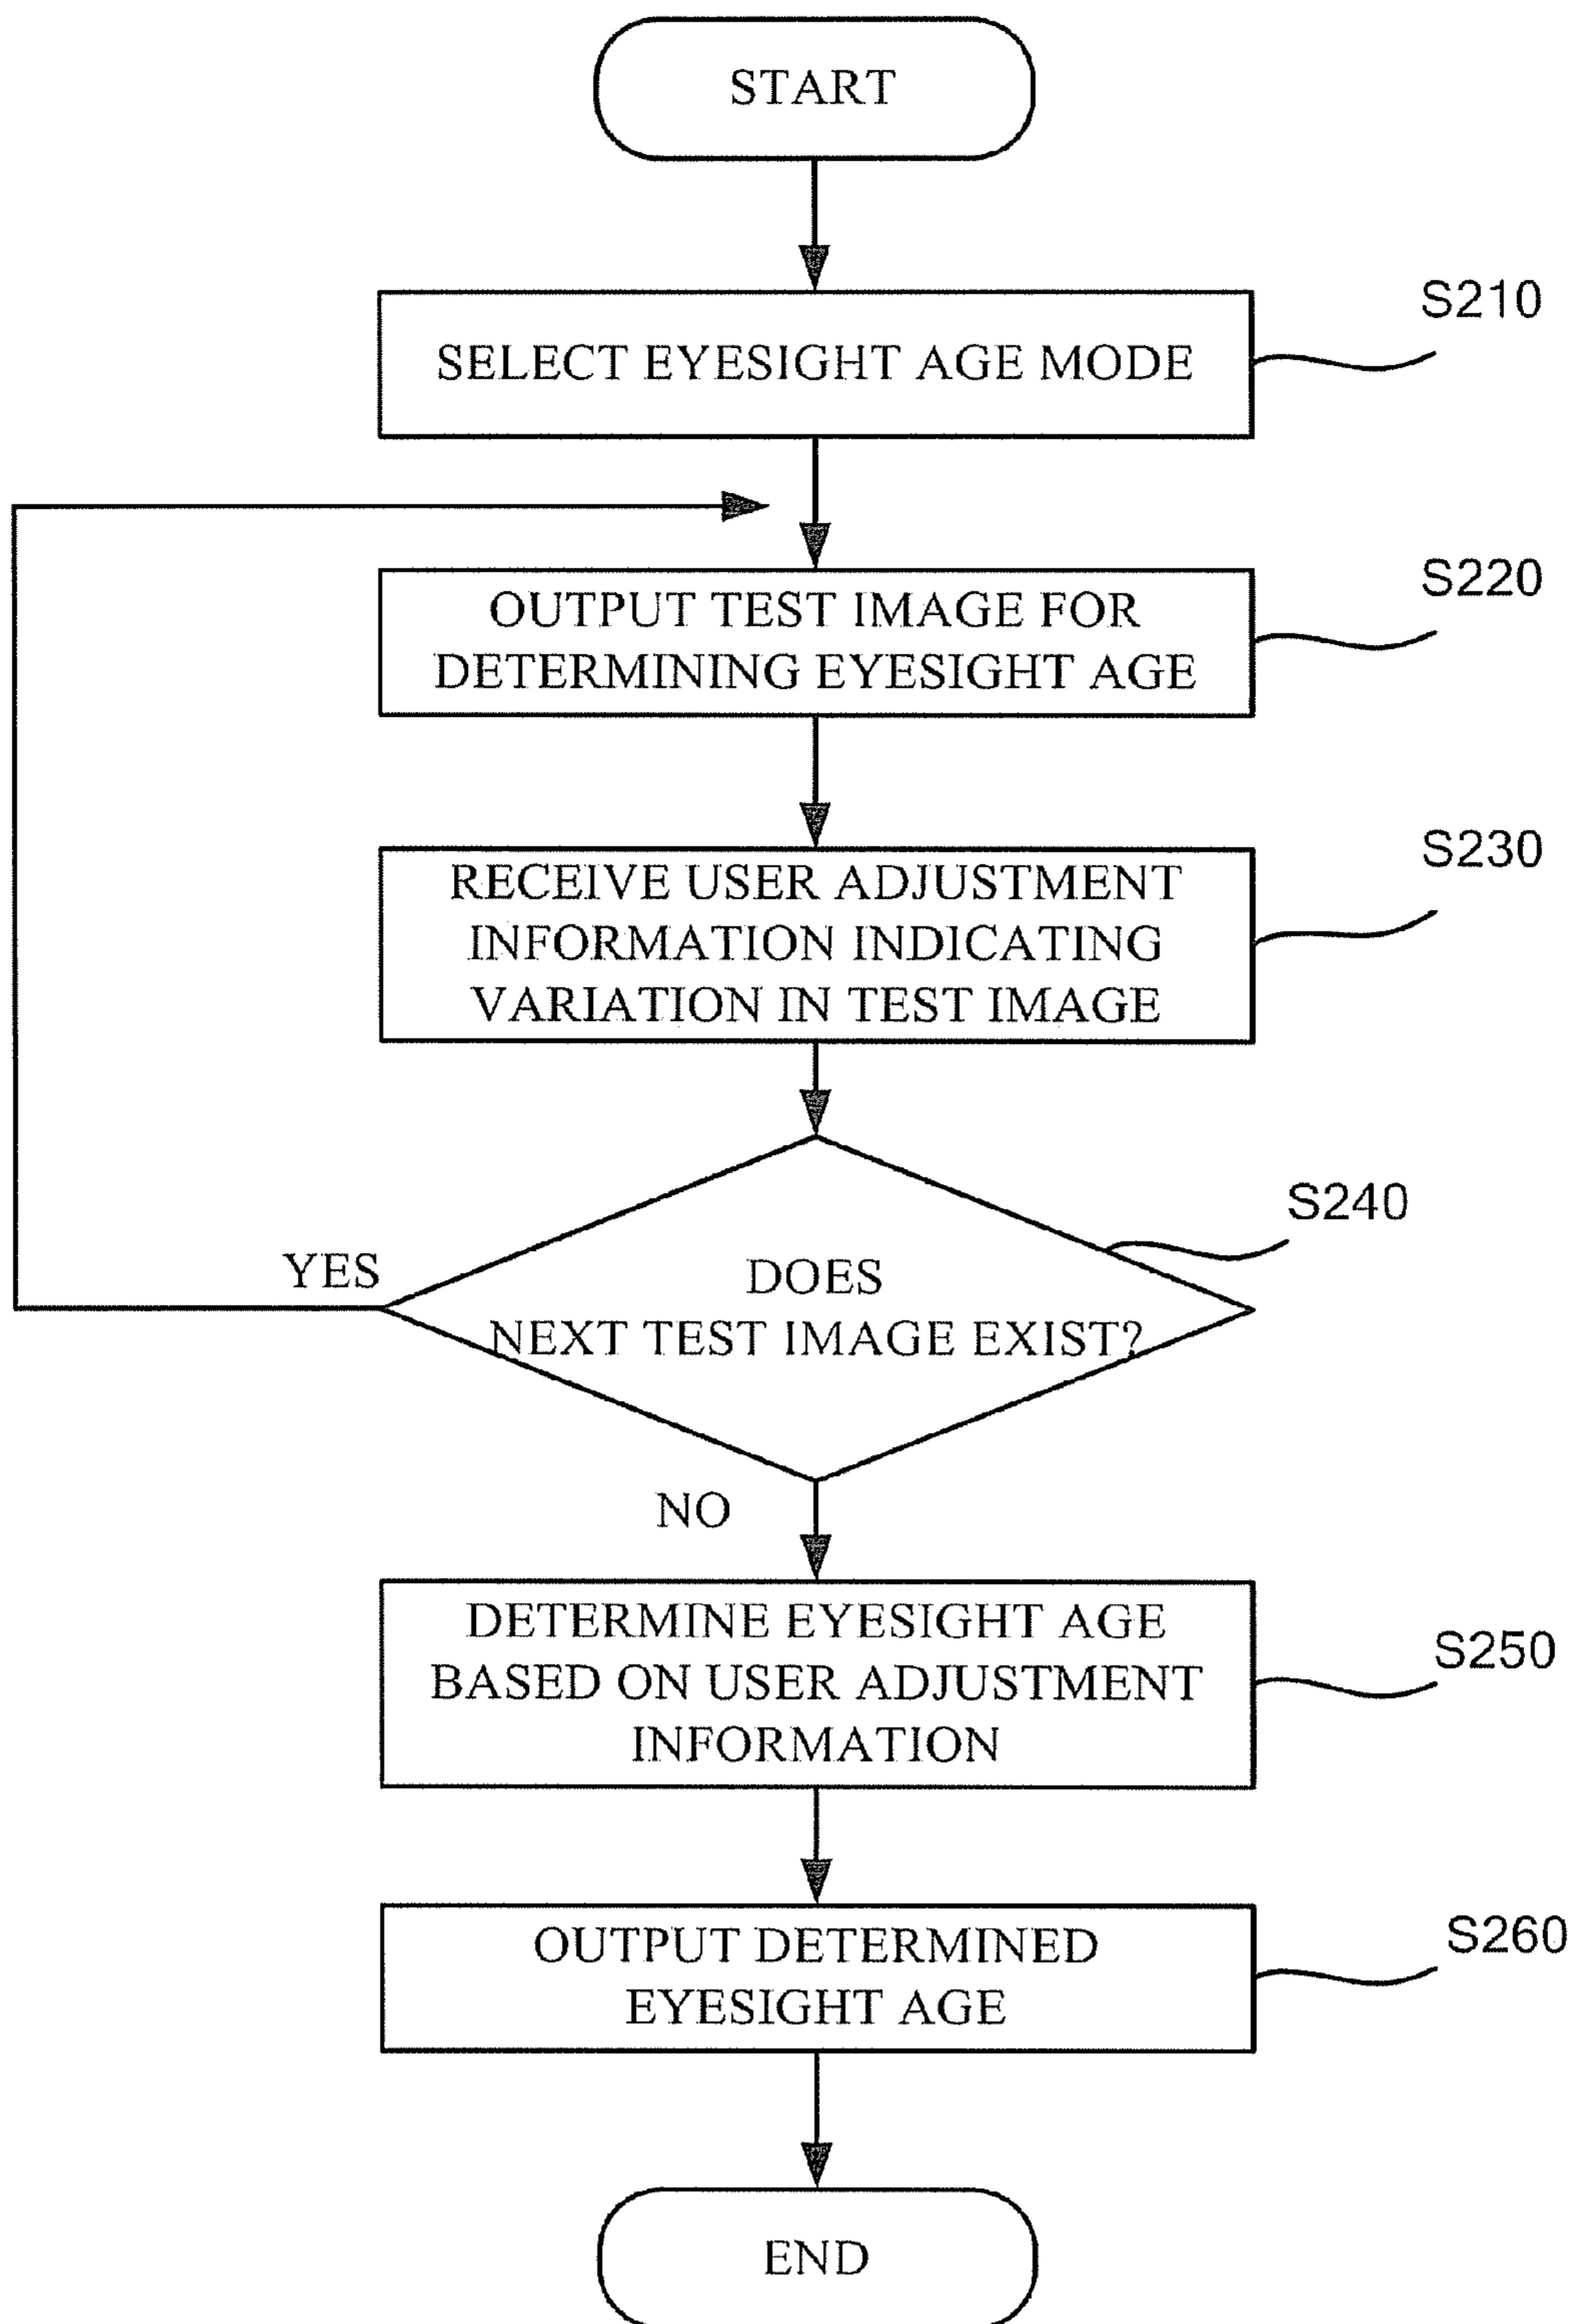 START
S210
SELECT EYESIGHT AGE MODE
S220
OUTPUT TEST IMAGE FOR
DETERMINING EYESIGHT AGE
S230
RECEIVE USER ADJUSTMENT
INFORMATION INDICATING
VARIATION IN TEST IMAGE
S240
YES
DOES
NEXT TEST IMAGE EXIST?
NO
S250
DETERMINE EYESIGHT AGE
BASED ON USER ADJUSTMENT
INFORMATION
S260
OUTPUT DETERMINED
EYESIGHT AGE
END